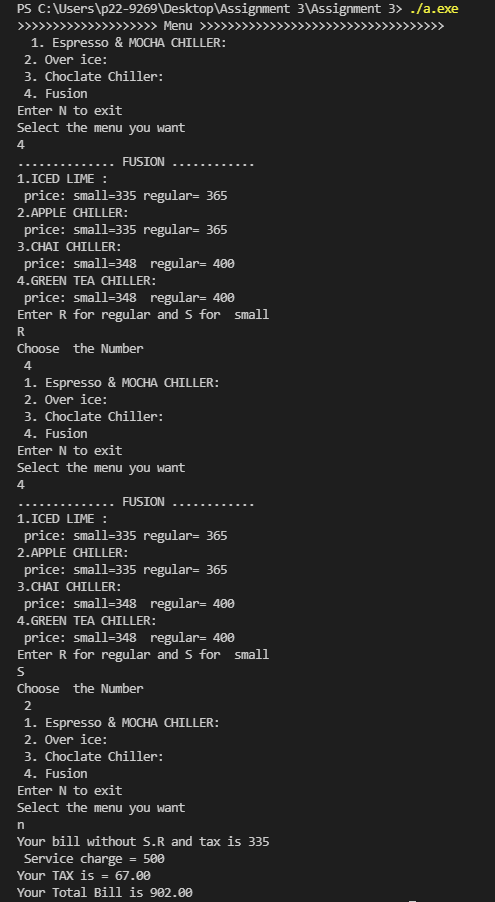 PS C:\Users\p22-9269\Desktop\Assignment 3\Assignment 3> ./a.exe
>>>>>>>>>>>>>>>>>>>> Menu >>>>>>>>>>>>>>>>>>>>>>>>>>>>>>>>>>>
1. Espresso & MOCHA CHILLER:
2. Over ice:
3. Choclate Chiller:
4. Fusion
Enter N to exit
Select the menu you want
4
.............. FUSION ............
1.ICED LIME :
price: small=335 regular= 365
2.APPLE CHILLER:
price: small=335 regular= 365
3.CHAI CHILLER:
price: small=348  regular= 400
4.GREEN TEA CHILLER:
price: small=348  regular= 400
Enter R for regular and S for  small
R
Choose  the Number
4
1. Espresso & MOCHA CHILLER:
2. Over ice:
3. Choclate Chiller:
4. Fusion
Enter N to exit
Select the menu you want
4
.............. FUSION ............
1.ICED LIME :
price: small=335 regular= 365
2.APPLE CHILLER:
price: small=335 regular= 365
3.CHAI CHILLER:
price: small=348  regular= 400
4.GREEN TEA CHILLER:
price: small=348  regular= 400
Enter R for regular and S for  small
S
Choose  the Number
2
1. Espresso & MOCHA CHILLER:
2. Over ice:
3. Choclate Chiller:
4. Fusion
Enter N to exit
Select the menu you want
n
Your bill without S.R and tax is 335
Service charge = 500
Your TAX is = 67.00
Your Total Bill is 902.00